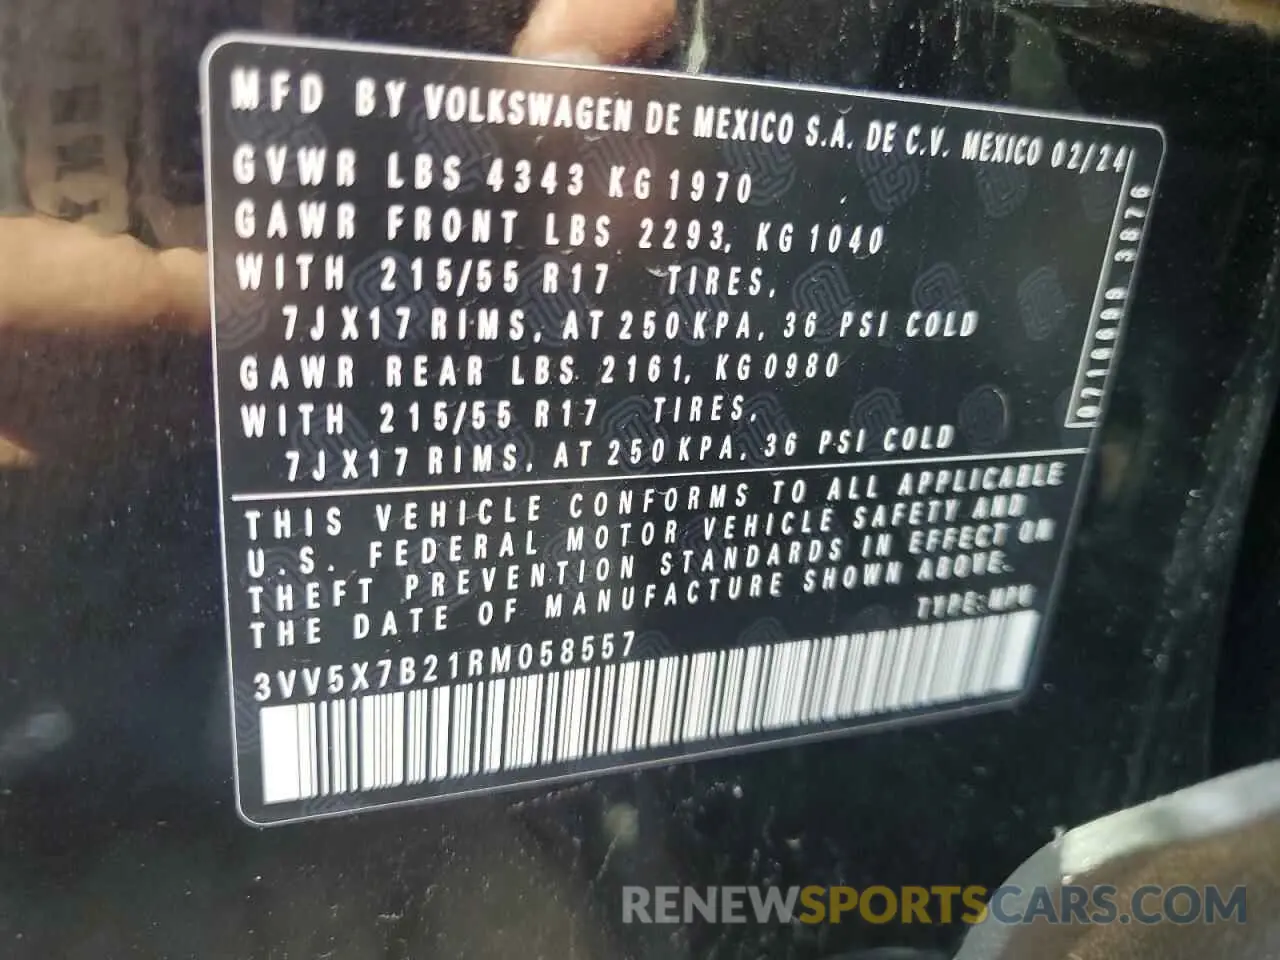 MFD BY VOLKSWAGEN DE MEXICO S.A. DE C.V. MEXICO 02/24
GVWR LBS 4343 KG 1970
GAWR FRONT LBS 2293, KG 1040
WITH 215/55 R17 TIRES,
7JX17 RIMS, AT 250 KPA, 36 PSI COLD
GAWR REAR LBS 2161, KG 0980
WITH 215/55 R17 TIRES,
7JX17 RIMS, AT 250 KPA, 36 PSI COLD
THIS VEHICLE CONFORMS TO ALL APPLICABLE
U.S. FEDERAL MOTOR VEHICLE SAFETY AND
THEFT PREVENTION STANDARDS IN EFFECT ON
THE DATE OF MANUFACTURE SHOWN ABOVE.
TYPE:MPV
3VV5X7B21RM058557
RENEWSPORTSCARS.COM